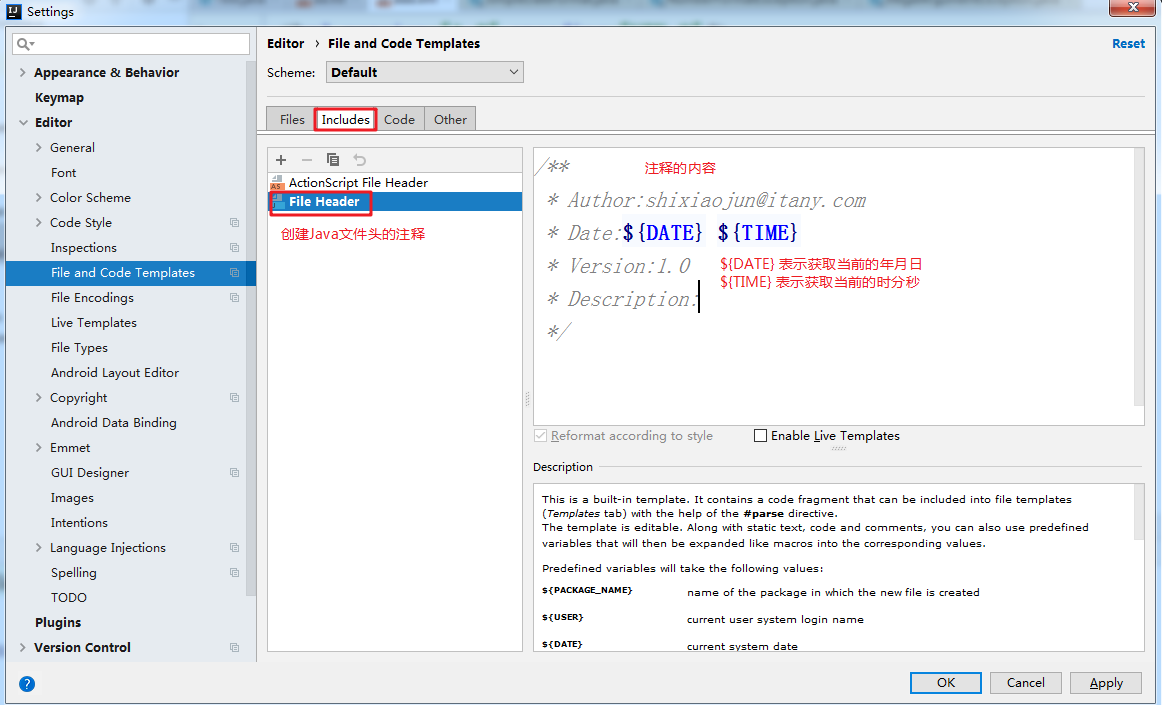 Settings
Appearance & Behavior
Keymap
Editor
General
Font
Color Scheme
Code Style
Inspections
File and Code Templates
File Encodings
Live Templates
File Types
Android Layout Editor
Copyright
Android Data Binding
Emmet
GUI Designer
Images
Intentions
Language Injections
Spelling
TODO
Plugins
Version Control
Editor › File and Code Templates
Reset
Scheme: Default
Files Includes Code Other
ActionScript File Header
File Header
创建Java文件头的注释
/** 注释的内容
* Author:shixiaojun@itany.com
* Date:${DATE} ${TIME}
* Version:1.0
${DATE} 表示获取当前的年月日
${TIME} 表示获取当前的时分秒
* Description:
*/
Reformat according to style
Enable Live Templates
Description
This is a built-in template. It contains a code fragment that can be included into file templates
(Templates tab) with the help of the #parse directive.
The template is editable. Along with static text, code and comments, you can also use predefined
variables that will then be expanded like macros into the corresponding values.
Predefined variables will take the following values:
${PACKAGE_NAME} name of the package in which the new file is created
${USER} current user system login name
${DATE} current system date
?
OK Cancel Apply